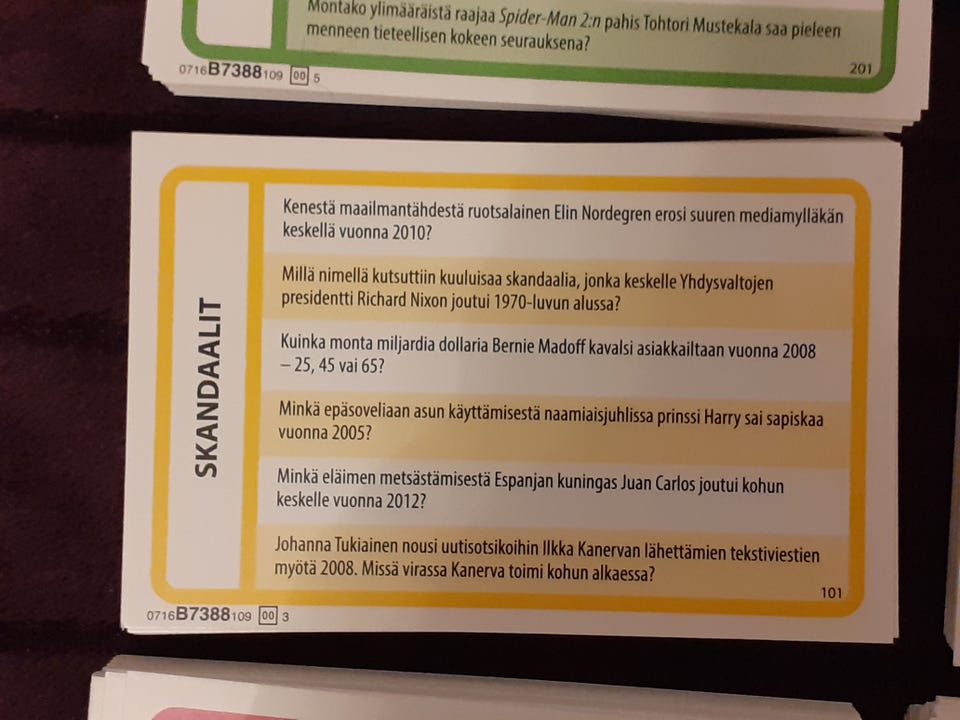 Montako ylimääräistä raajaa Spider-Man 2:n pahis Tohtori Mustekala saa pieleen
menneen tieteellisen kokeen seurauksena?
0716B7388109 00 5
201
SKANDAALIT
Kenestä maailmantähdestä ruotsalainen Elin Nordegren erosi suuren mediamylläkän
keskellä vuonna 2010?
Millä nimellä kutsuttiin kuuluisaa skandaalia, jonka keskelle Yhdysvaltojen
presidentti Richard Nixon joutui 1970-luvun alussa?
Kuinka monta miljardia dollaria Bernie Madoff kavalsi asiakkailtaan vuonna 2008
– 25, 45 vai 65?
Minkä epäsoveliaan asun käyttämisestä naamiaisjuhlissa prinssi Harry sai sapiskaa
vuonna 2005?
Minkä eläimen metsästämisestä Espanjan kuningas Juan Carlos joutui kohun
keskelle vuonna 2012?
Johanna Tukiainen nousi uutisotsikoihin Ilkka Kanervan lähettämien tekstiviestien
myötä 2008. Missä virassa Kanerva toimi kohun alkaessa?
101
0716B7388109 00 3